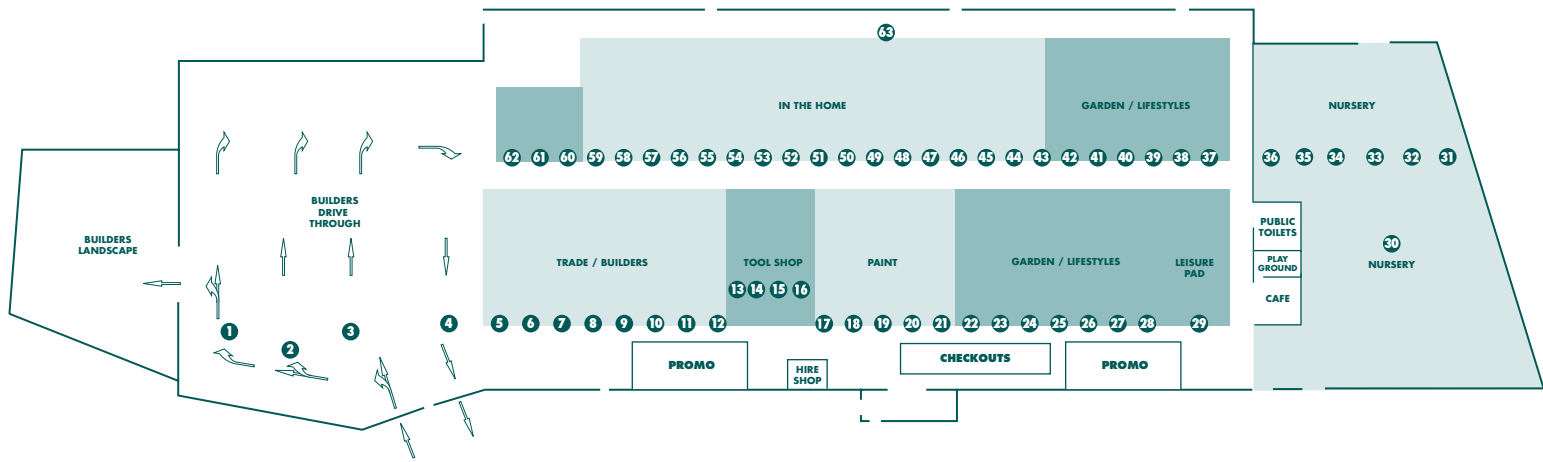 63
IN THE HOME
GARDEN / LIFESTYLES
NURSERY
62 61 60 59 58 57 56 55 54 53 52 51 50 49 48 47 46 45 44 43 42 41 40 39 38 37 36 35 34 33 32 31
BUILDERS
DRIVE
THROUGH
BUILDERS
LANDSCAPE
PUBLIC
TOILETS
30
NURSERY
TRADE / BUILDERS
TOOL SHOP
PAINT
GARDEN / LIFESTYLES
LEISURE
PAD
PLAY
GROUND
CAFE
13 14 15 16
1
2
3
4
5 6 7 8 9 10 11 12 17 18 19 20 21 22 23 24 25 26 27 28 29
PROMO
HIRE
SHOP
CHECKOUTS
PROMO